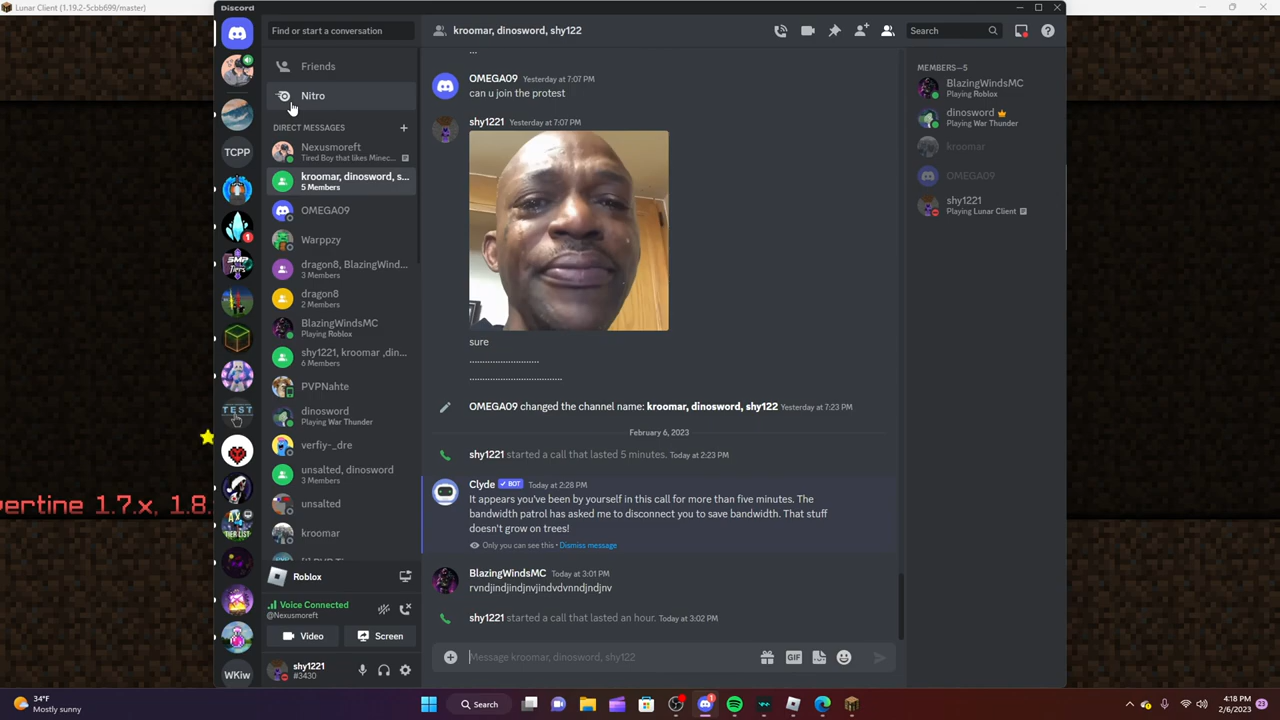 Lunar Client (1.19.2-5cbb699/master)
Discord
Find or start a conversation
kroomar, dinosword, shy122
Search
Friends
Nitro
DIRECT MESSAGES
Nexusmoreft
Tired Boy that likes Minec...
kroomar, dinosword, s...
5 Members
OMEGA09
Warppzy
dragon8, BlazingWind...
3 Members
dragon8
2 Members
BlazingWindsMC
Playing Roblox
shy1221, kroomar ,din...
6 Members
PVPNahte
dinosword
Playing War Thunder
verfiy-_dre
unsalted, dinosword
3 Members
unsalted
kroomar
Roblox
Voice Connected
@Nexusmoreft
Video
Screen
shy1221
#3430
TCPP
1
TEST
TIER LIST
WKiw
...
OMEGA09 Yesterday at 7:07 PM
can u join the protest
shy1221 Yesterday at 7:07 PM
sure
...........................
....................................
OMEGA09 changed the channel name: kroomar, dinosword, shy122 Yesterday at 7:23 PM
February 6, 2023
shy1221 started a call that lasted 5 minutes. Today at 2:23 PM
Clyde BOT Today at 2:28 PM
It appears you've been by yourself in this call for more than five minutes. The
bandwidth patrol has asked me to disconnect you to save bandwidth. That stuff
doesn't grow on trees!
Only you can see this • Dismiss message
BlazingWindsMC Today at 3:01 PM
rvndjindjindjnvjindvdvnndjndjnv
shy1221 started a call that lasted an hour. Today at 3:02 PM
Message kroomar, dinosword, shy122
GIF
MEMBERS—5
BlazingWindsMC
Playing Roblox
dinosword
Playing War Thunder
kroomar
OMEGA09
shy1221
Playing Lunar Client
vertine 1.7.x, 1.8.
34°F
Mostly sunny
Search
1
4:18 PM
2/6/2023
23